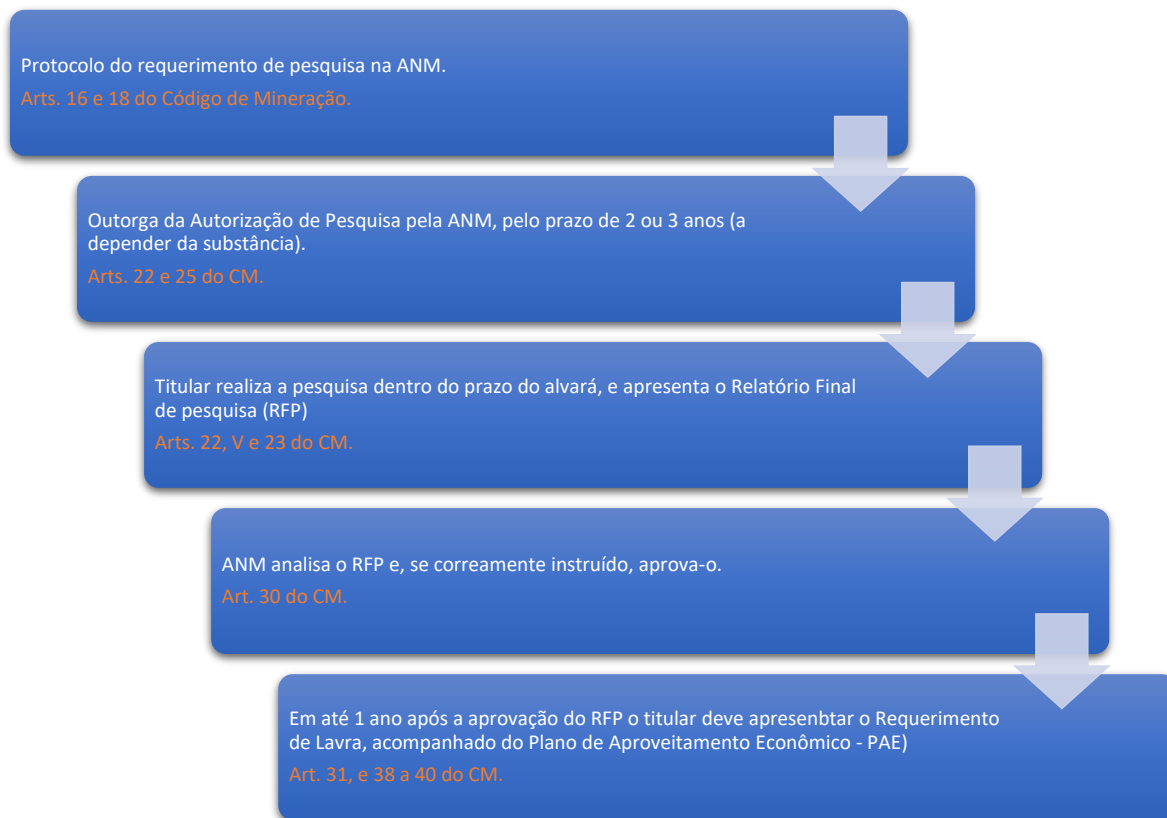 Protocolo do requerimento de pesquisa na ANM.
Arts. 16 e 18 do Código de Mineração.
Outorga da Autorização de Pesquisa pela ANM, pelo prazo de 2 ou 3 anos (a
depender da substância).
Arts. 22 e 25 do CM.
Titular realiza a pesquisa dentro do prazo do alvará, e apresenta o Relatório Final
de pesquisa (RFP)
Arts. 22, V e 23 do CM.
ANM analisa o RFP e, se correamente instruído, aprova-o.
Art. 30 do CM.
Em até 1 ano após a aprovação do RFP o titular deve apresenbtar o Requerimento
de Lavra, acompanhado do Plano de Aproveitamento Econômico - PAE)
Art. 31, e 38 a 40 do CM.